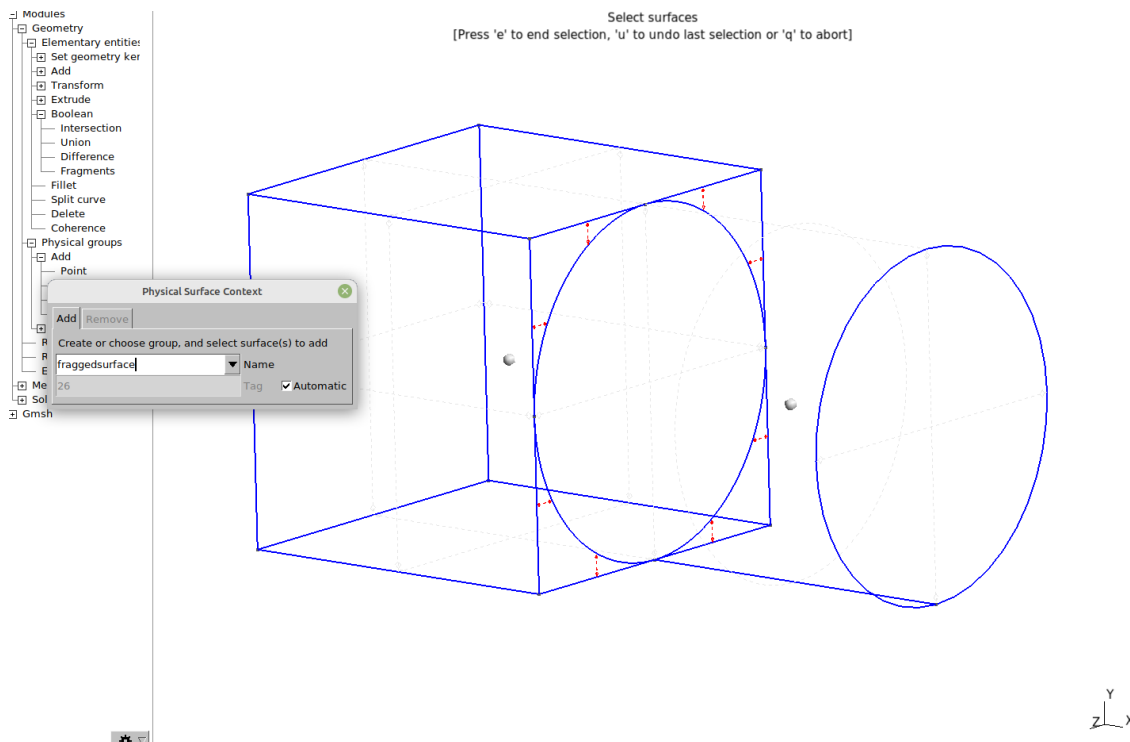 Select surfaces
[Press 'e' to end selection, 'u' to undo last selection or 'q' to abort]
Modules
Geometry
Elementary entities
Set geometry ker
Add
Transform
Extrude
Boolean
Intersection
Union
Difference
Fragments
Fillet
Split curve
Delete
Coherence
Physical groups
Add
Point
Physical Surface Context
Add Remove
Create or choose group, and select surface(s) to add
fraggedsurface Name
26 Tag Automatic
R
R
E
Me
Sol
Gmsh
Y
Z X